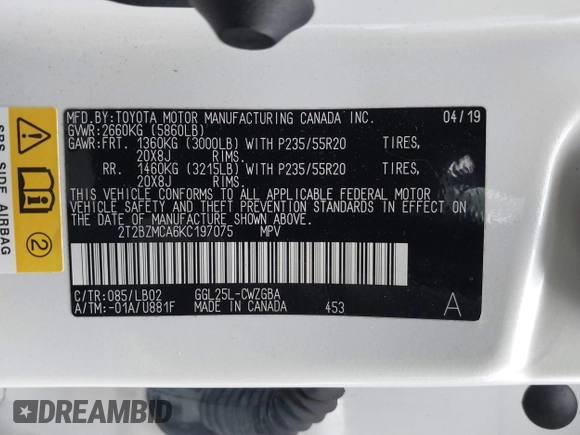 MFD.BY:TOYOTA MOTOR MANUFACTURING CANADA INC. 04/19
GVWR:2660KG (5860LB)
GAWR:FRT. 1360KG (3000LB) WITH P235/55R20 TIRES,
20X8J RIMS.
RR. 1460KG (3215LB) WITH P235/55R20 TIRES,
20X8J RIMS.
THIS VEHICLE CONFORMS TO ALL APPLICABLE FEDERAL MOTOR
VEHICLE SAFETY AND THEFT PREVENTION STANDARDS IN EFFECT ON
THE DATE OF MANUFACTURE SHOWN ABOVE.
2T2BZMCA6KC197075 MPV
C/TR:085/LB02 GGL25L-CWZGBA
A/TM:-01A/U881F MADE IN CANADA 453 A
SRS SIDE AIRBAG
2
DREAMBID